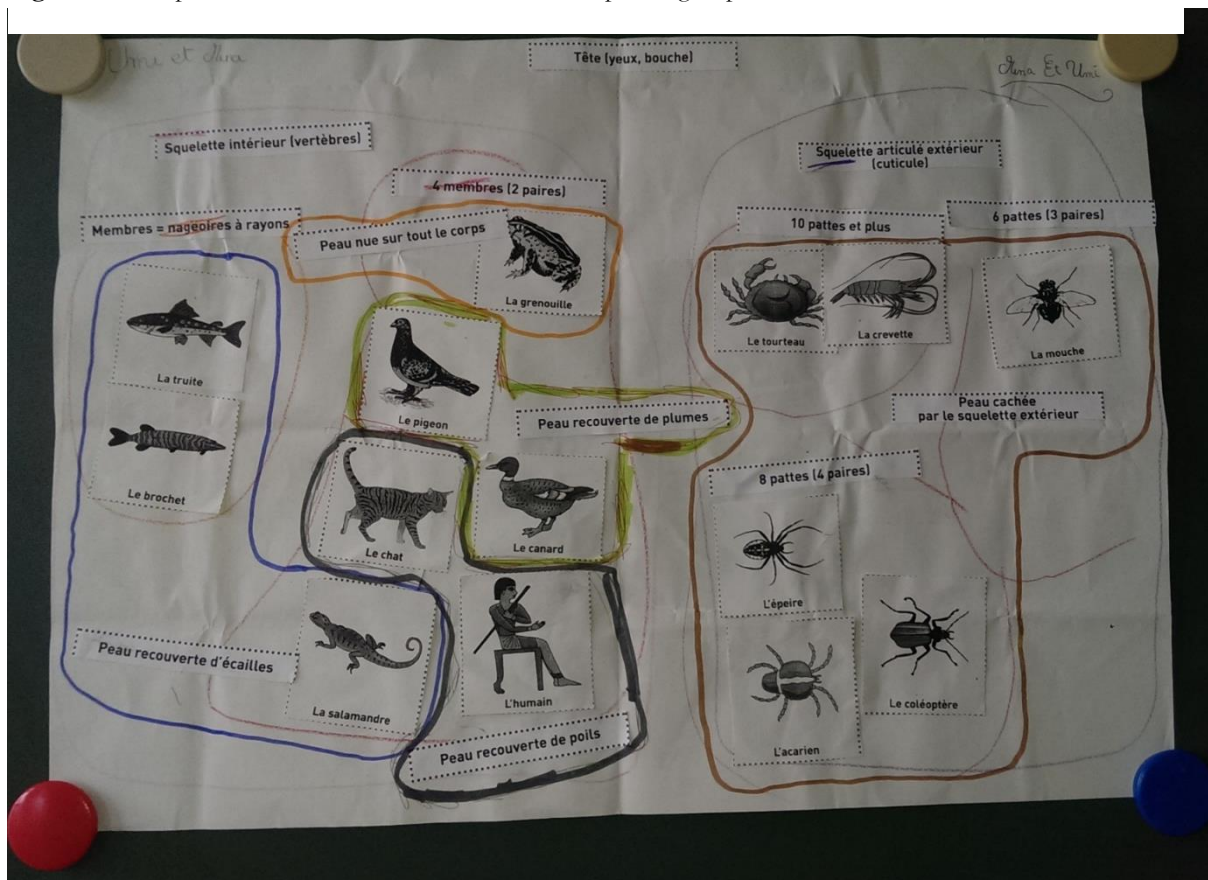 Tête (yeux, bouche)
et
Et
Squelette intérieur (vertèbres)
Squelette articulé extérieur
(cuticule)
4 membres (2 paires)
Membres = nageoires à rayons
Peau nue sur tout le corps
10 pattes et plus
6 pattes (3 paires)
La grenouille
Le tourteau
La crevette
La mouche
La truite
Le pigeon
Peau recouverte de plumes
Peau cachée
par le squelette extérieur
Le brochet
Le chat
Le canard
8 pattes (4 paires)
L'épeire
Peau recouverte d'écailles
La salamandre
L'humain
Le coléoptère
L'acarien
Peau recouverte de poils